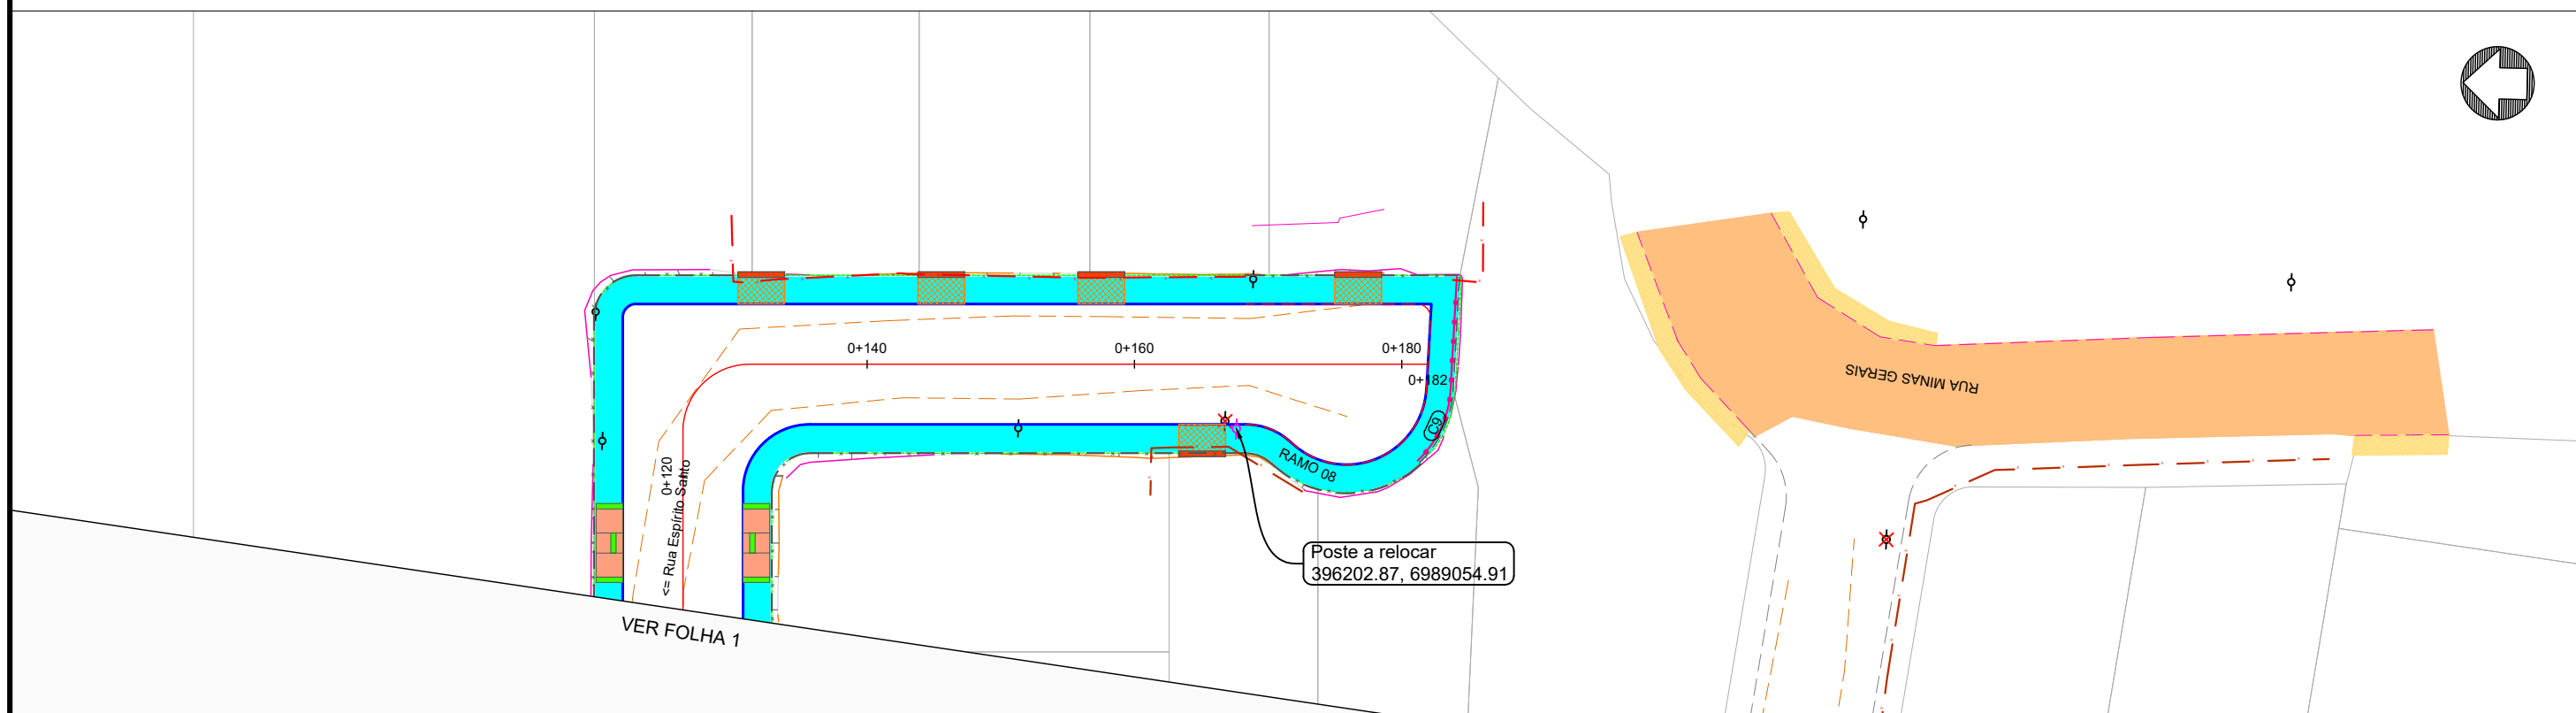 0+140
0+160
0+180
0+182
RUA MINAS GERAIS
C9
RAMO 08
0+120
<= Rua Espírito Santo
Poste a relocar
396202.87, 6989054.91
VER FOLHA 1